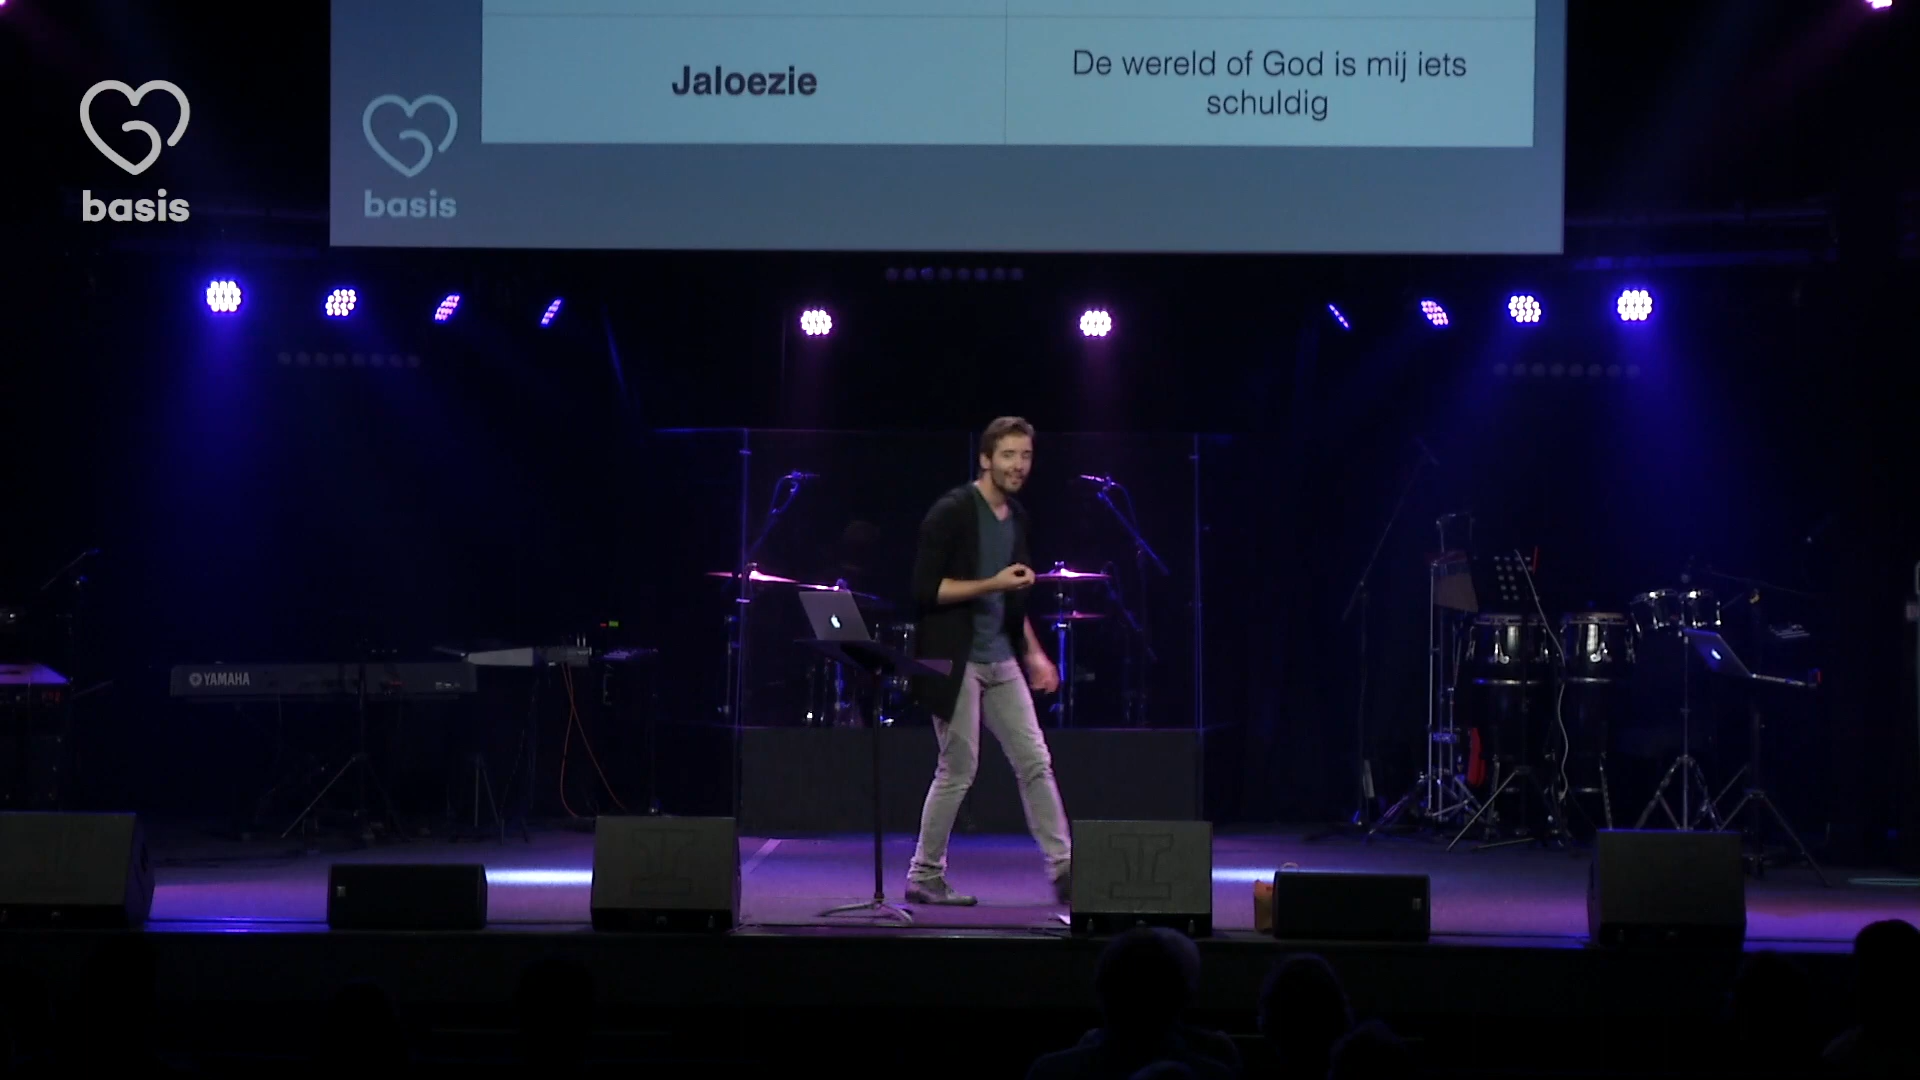 Jaloezie
De wereld of God is mij iets
schuldig
basis
basis
YAMAHA